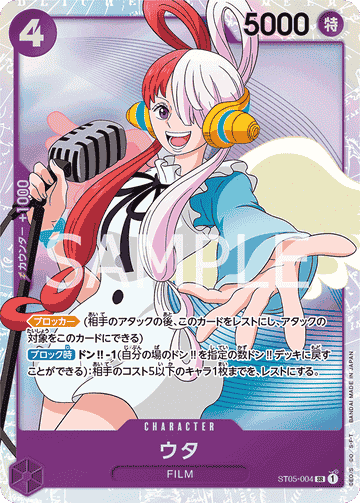 4
5000
特
カウンター +1000
SAMPLE
ブロッカー (相手のアタックの後、このカードをレストにし、アタックの
対象をこのカードにできる)
ブロック時 ドン!!-1(自分の場のドン!!を指定の数ドン!!デッキに戻す
ことができる):相手のコスト5以下のキャラ1枚までを、レストにする。
CHARACTER
ウタ
FILM
ST05-004 SR 1
BANDAI MADE IN JAPAN